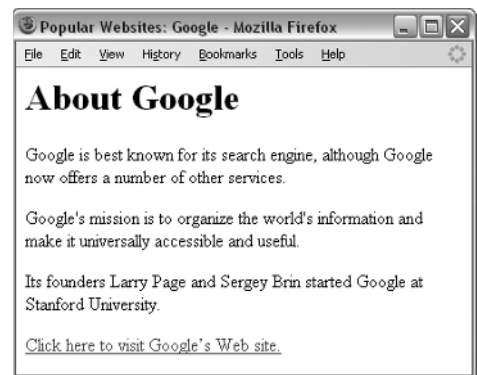 Popular Websites: Google - Mozilla Firefox
File Edit View History Bookmarks Tools Help
About Google
Google is best known for its search engine, although Google
now offers a number of other services.
Google's mission is to organize the world's information and
make it universally accessible and useful.
Its founders Larry Page and Sergey Brin started Google at
Stanford University.
Click here to visit Google's Web site.